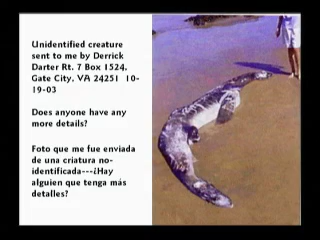 Unidentified creature
sent to me by Derrick
Darter Rt. 7 Box 1524,
Gate City, VA 24251  10-
19-03
Does anyone have any
more details?
Foto que me fue enviada
de una criatura no-
identificada---¿Hay
alguien que tenga más
detalles?